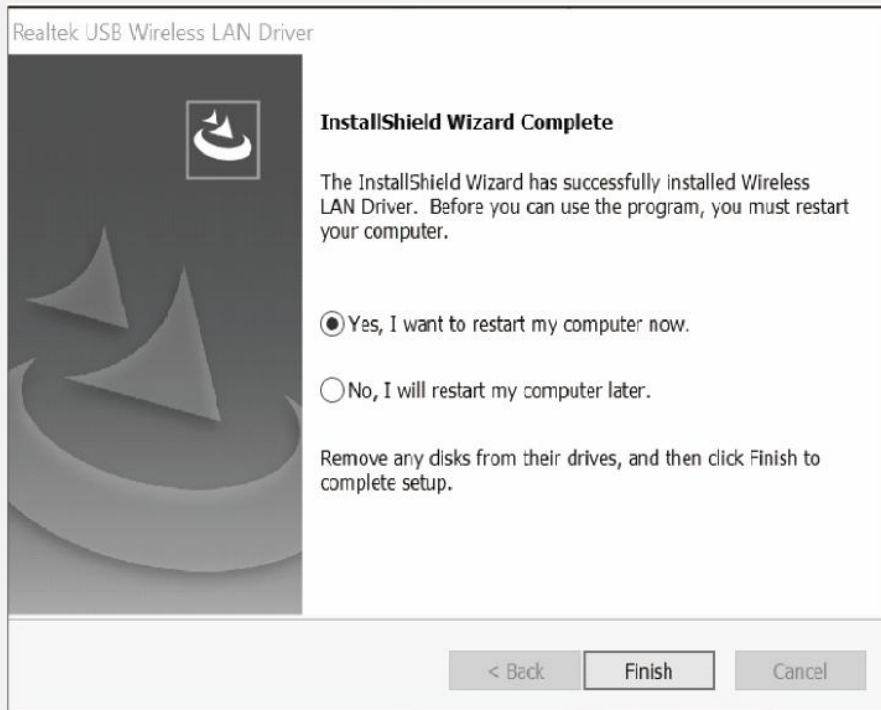 Realtek USB Wireless LAN Driver
InstallShield Wizard Complete
The InstallShield Wizard has successfully installed Wireless
LAN Driver. Before you can use the program, you must restart
your computer.
Yes, I want to restart my computer now.
No, I will restart my computer later.
Remove any disks from their drives, and then click Finish to
complete setup.
< Back
Finish
Cancel